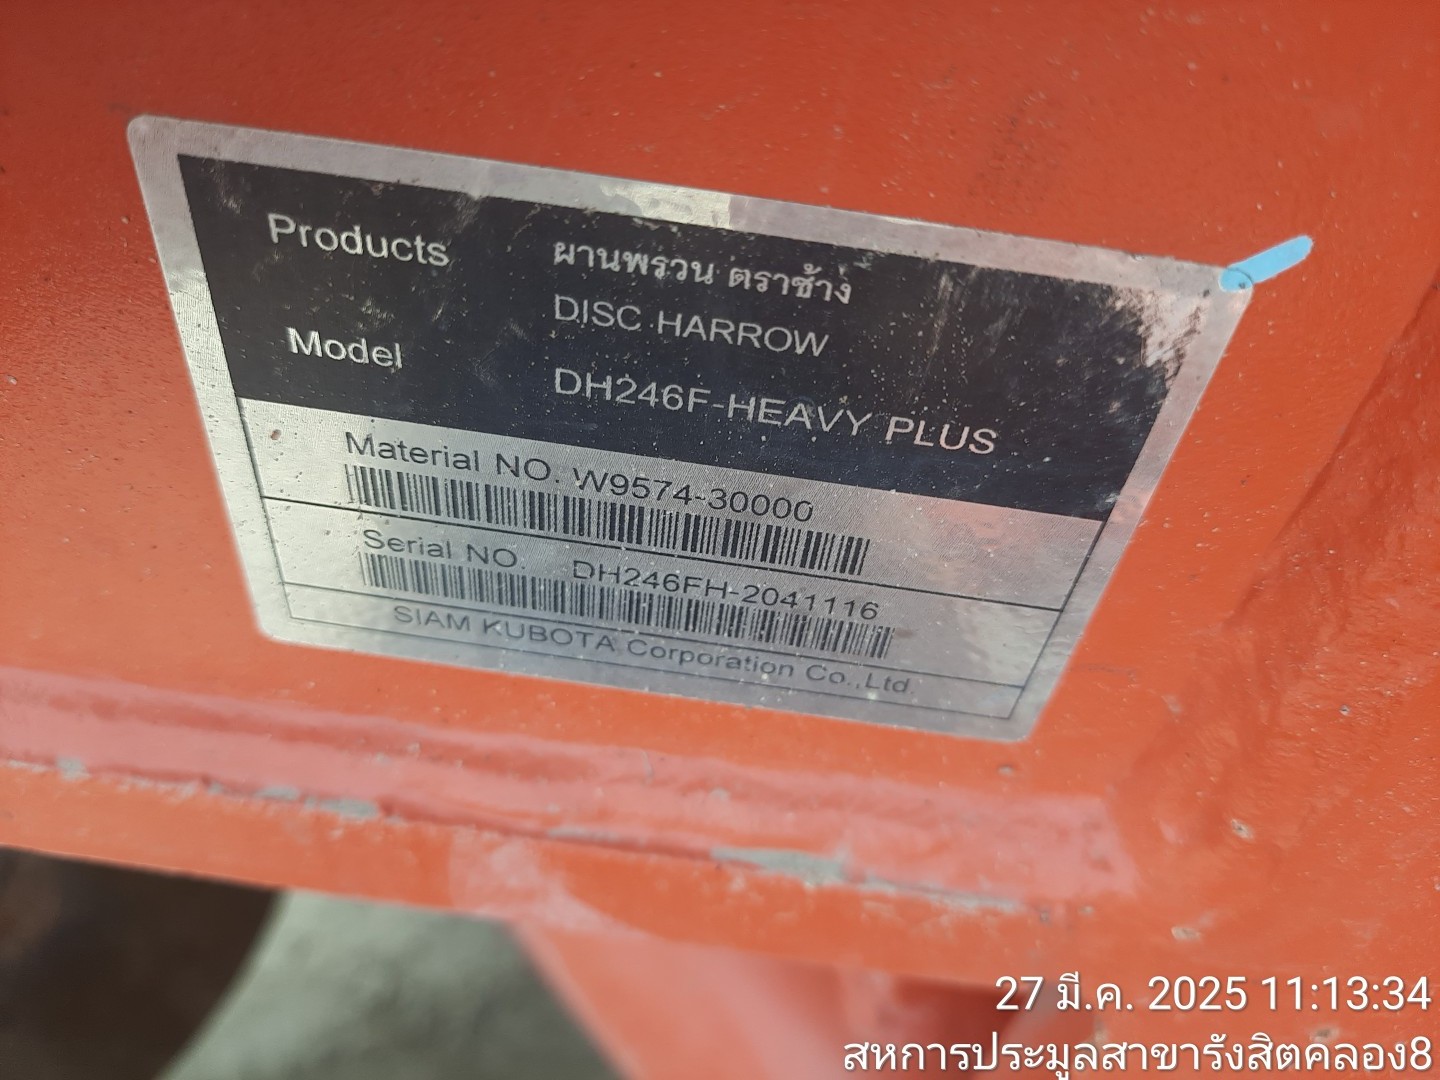 Products ผานพรวน ตราช้าง
DISC HARROW
Model DH246F-HEAVY PLUS
Material NO. W9574-30000
Serial NO. DH246FH-2041116
SIAM KUBOTA Corporation Co.,Ltd.
27 มี.ค. 2025 11:13:34
สหการประมูลสาขารังสิตคลอง8